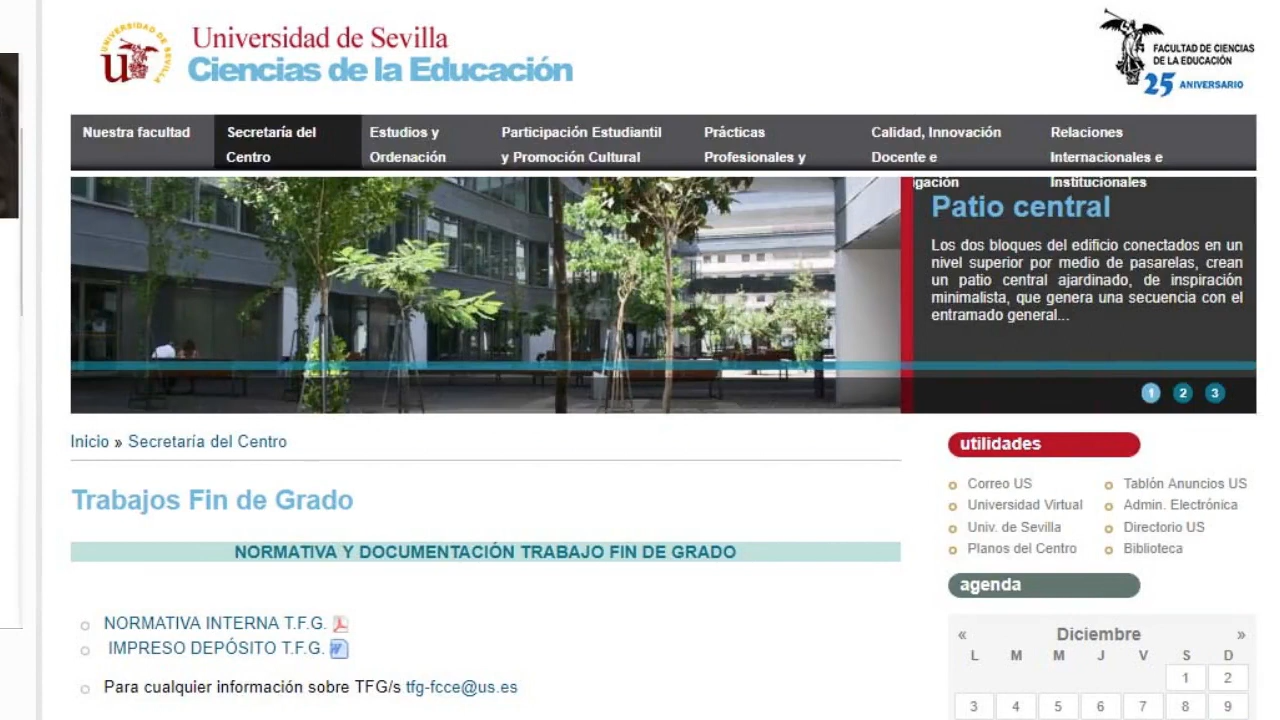 UNIVERSIDAD DE SEVILLA
Universidad de Sevilla
Ciencias de la Educación
FACULTAD DE CIENCIAS
DE LA EDUCACIÓN
25 ANIVERSARIO
Nuestra facultad
Secretaría del
Centro
Estudios y
Ordenación
Participación Estudiantil
y Promoción Cultural
Prácticas
Profesionales y
Calidad, Innovación
Docente e
igación
Relaciones
Internacionales e
Institucionales
Patio central
Los dos bloques del edificio conectados en un
nivel superior por medio de pasarelas, crean
un patio central ajardinado, de inspiración
minimalista, que genera una secuencia con el
entramado general...
1 2 3
Inicio » Secretaría del Centro
Trabajos Fin de Grado
NORMATIVA Y DOCUMENTACIÓN TRABAJO FIN DE GRADO
NORMATIVA INTERNA T.F.G.
IMPRESO DEPÓSITO T.F.G.
Para cualquier información sobre TFG/s tfg-fcce@us.es
utilidades
Correo US
Universidad Virtual
Univ. de Sevilla
Planos del Centro
Tablón Anuncios US
Admin. Electrónica
Directorio US
Biblioteca
agenda
« Diciembre »
L M M J V S D
1 2
3 4 5 6 7 8 9